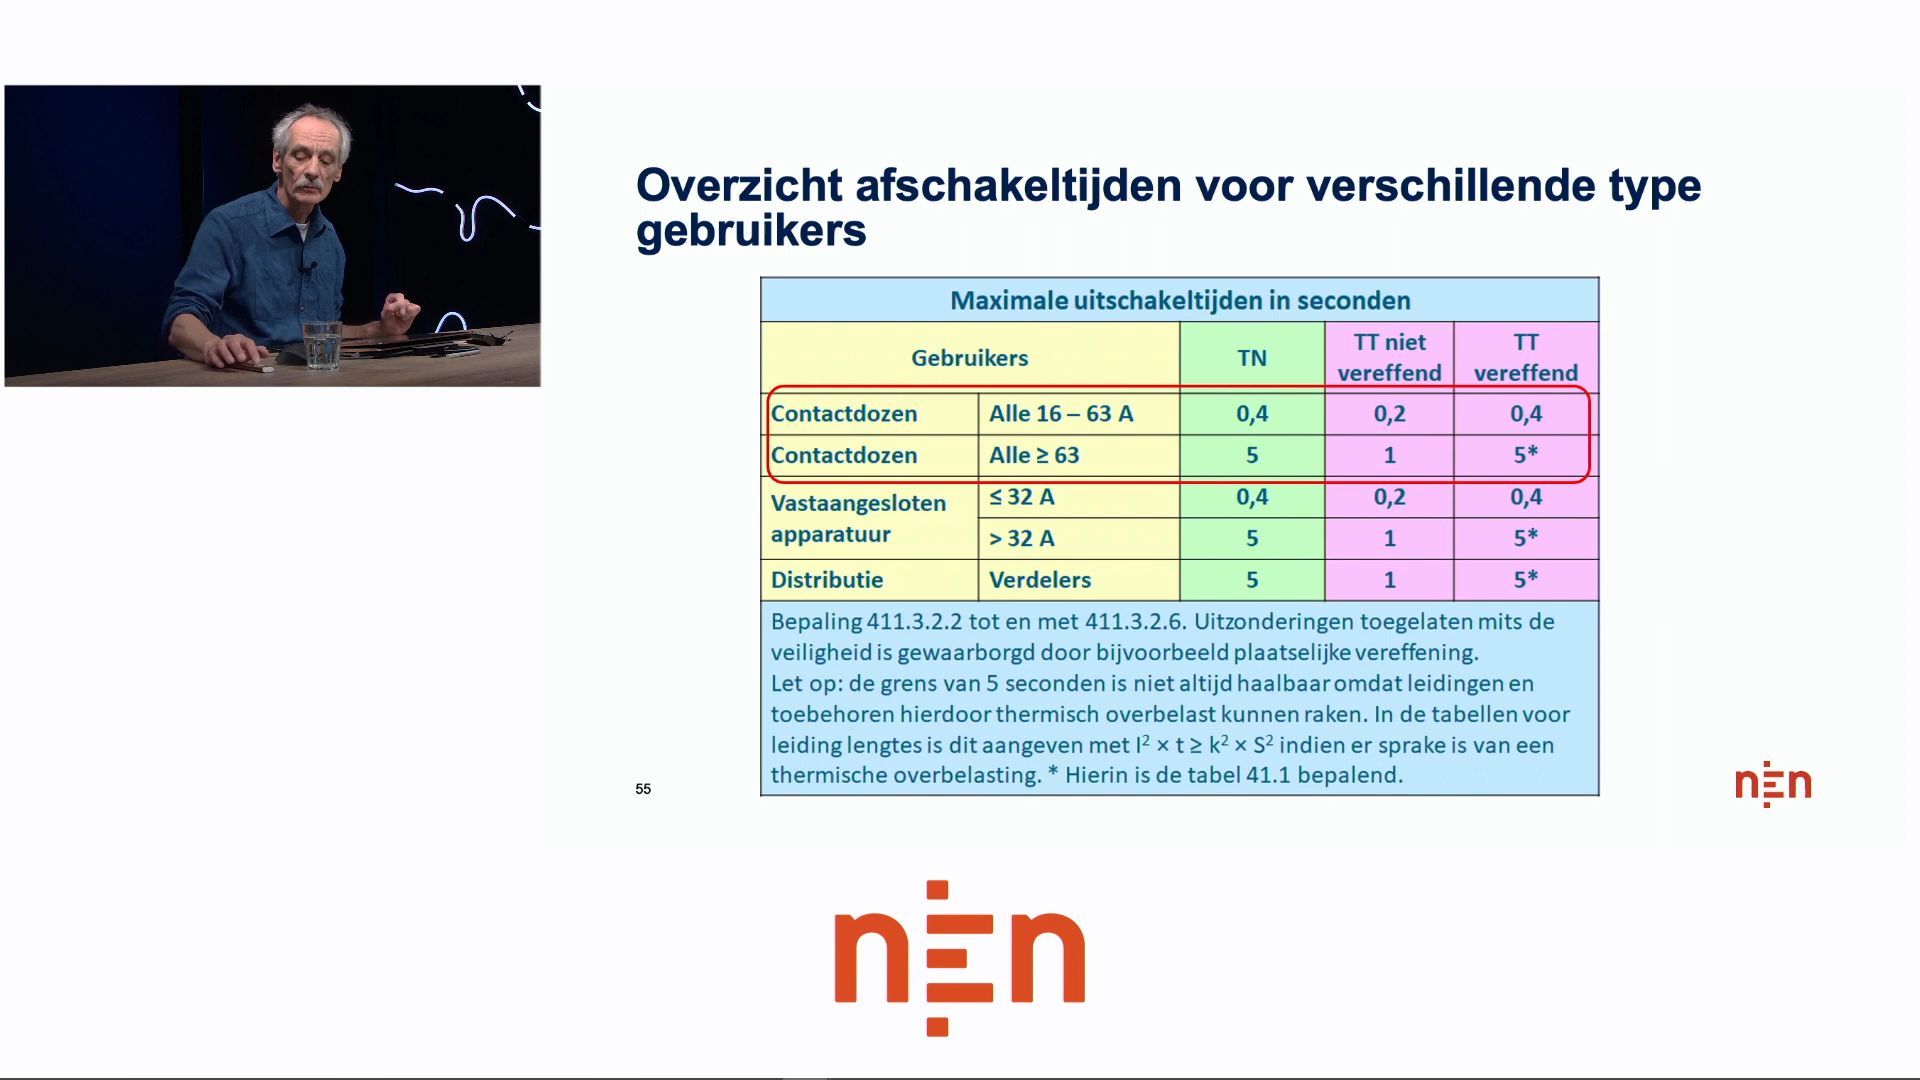 Overzicht afschakeltijden voor verschillende type
gebruikers
Maximale uitschakeltijden in seconden
Gebruikers TN TT niet vereffend TT vereffend
Contactdozen Alle 16 – 63 A 0,4 0,2 0,4
Contactdozen Alle ≥ 63 5 1 5*
Vastaangesloten apparatuur ≤ 32 A 0,4 0,2 0,4
> 32 A 5 1 5*
Distributie Verdelers 5 1 5*
Bepaling 411.3.2.2 tot en met 411.3.2.6. Uitzonderingen toegelaten mits de
veiligheid is gewaarborgd door bijvoorbeeld plaatselijke vereffening.
Let op: de grens van 5 seconden is niet altijd haalbaar omdat leidingen en
toebehoren hierdoor thermisch overbelast kunnen raken. In de tabellen voor
leiding lengtes is dit aangeven met I² × t ≥ k² × S² indien er sprake is van een
thermische overbelasting. * Hierin is de tabel 41.1 bepalend.
55
nEn
nEn